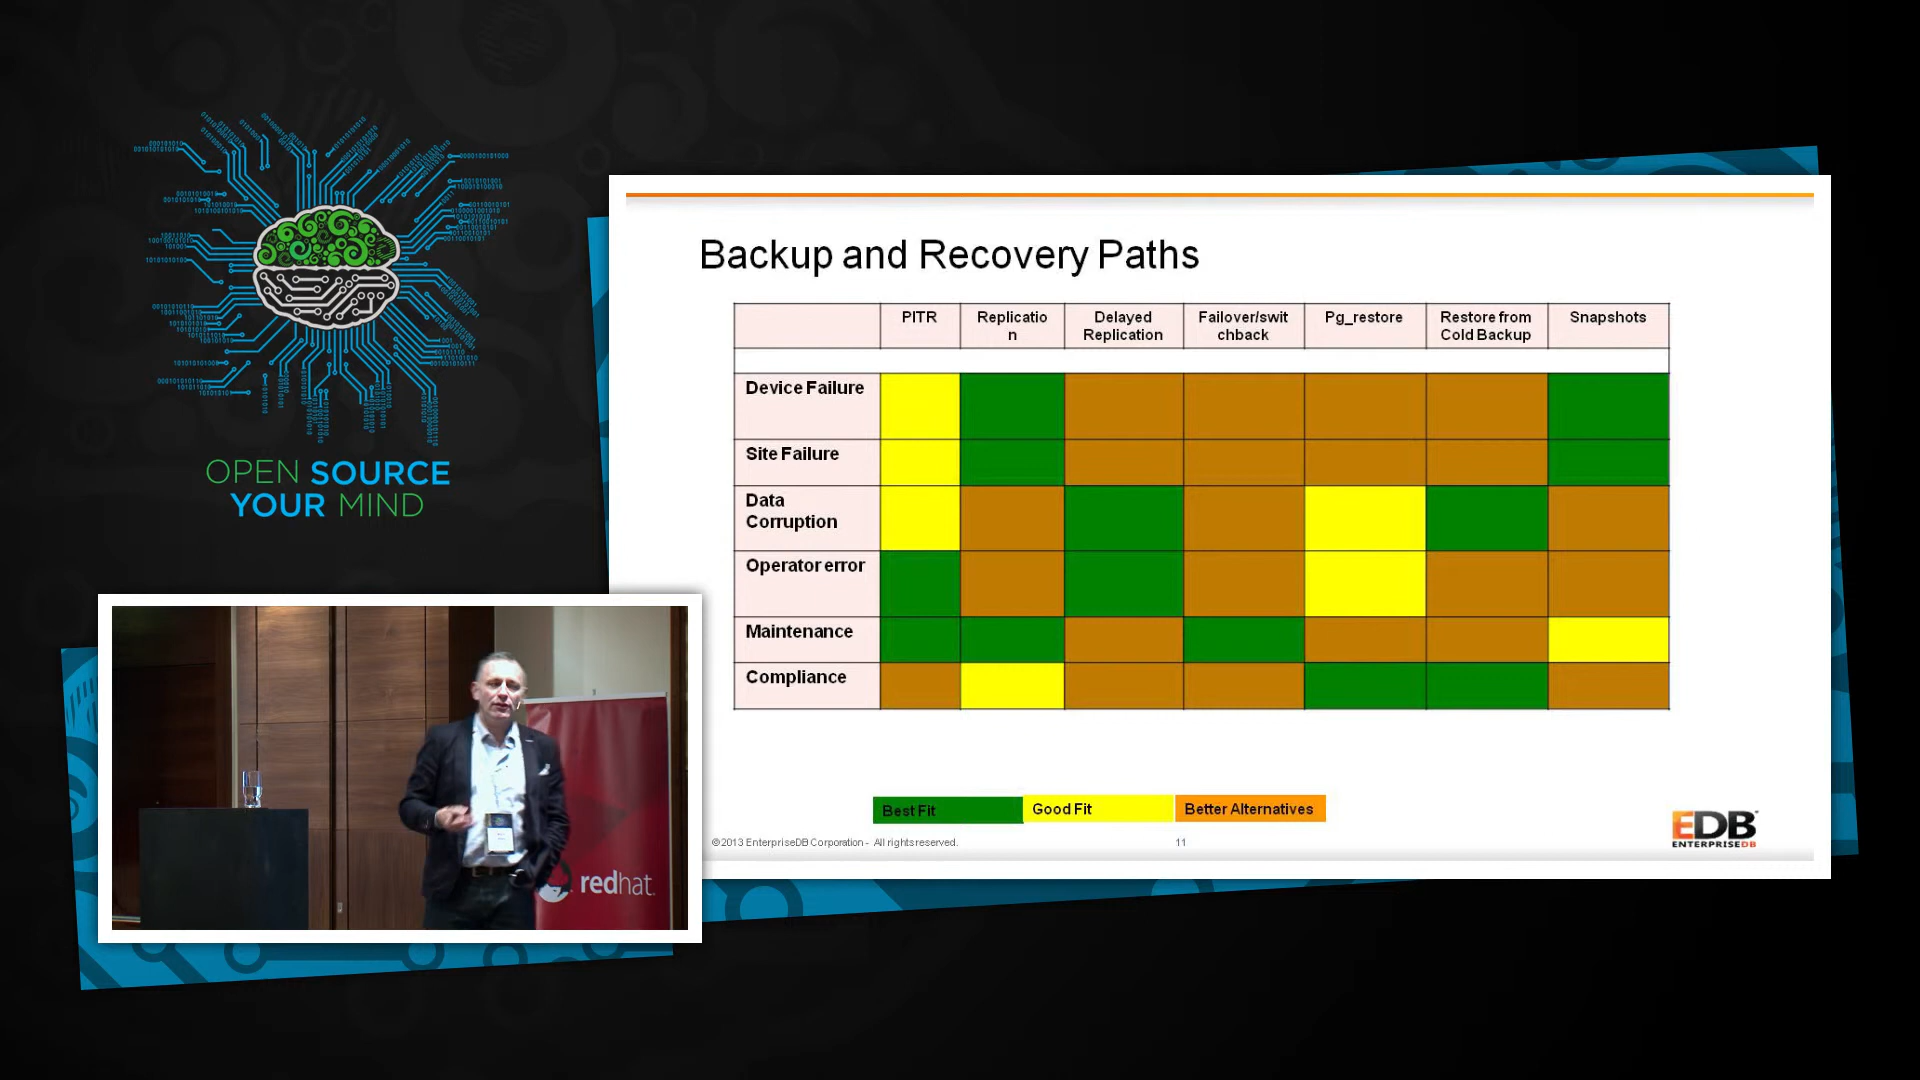 OPEN SOURCE
YOUR MIND
Backup and Recovery Paths
PITR
Replicatio
n
Delayed
Replication
Failover/swit
chback
Pg_restore
Restore from
Cold Backup
Snapshots
Device Failure
Site Failure
Data
Corruption
Operator error
Maintenance
Compliance
Best Fit
Good Fit
Better Alternatives
©2013 EnterpriseDB Corporation - All rights reserved.
11
EDB
ENTERPRISEDB
redhat.